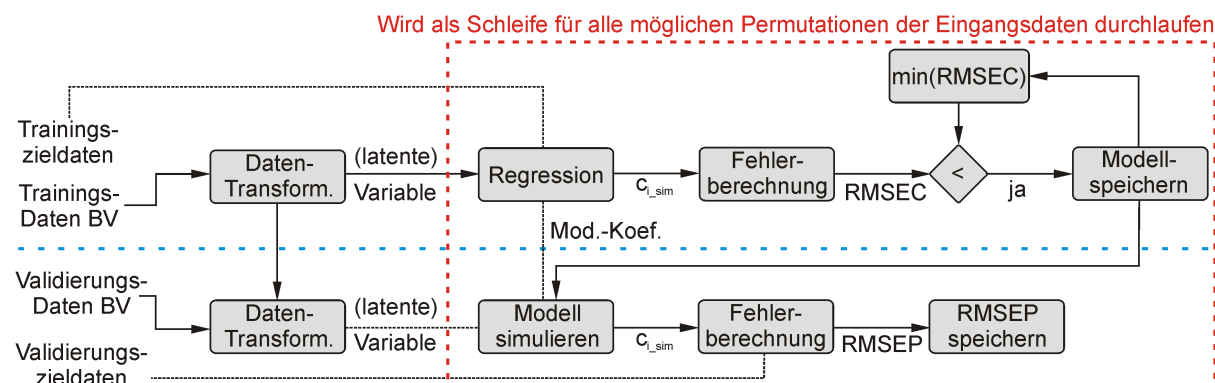 Wird als Schleife für alle möglichen Permutationen der Eingangsdaten durchlaufen
min(RMSEC)
Trainings-
zieldaten
Trainings-
Daten BV
Daten-
Transform.
(latente)
Variable
Regression
c_i_sim
Fehler-
berechnung
RMSEC
<
ja
Modell-
speichern
Mod.-Koef.
Validierungs-
Daten BV
Daten-
Transform.
(latente)
Variable
Modell
simulieren
c_i_sim
Fehler-
berechnung
RMSEP
RMSEP
speichern
Validierungs-
zieldaten